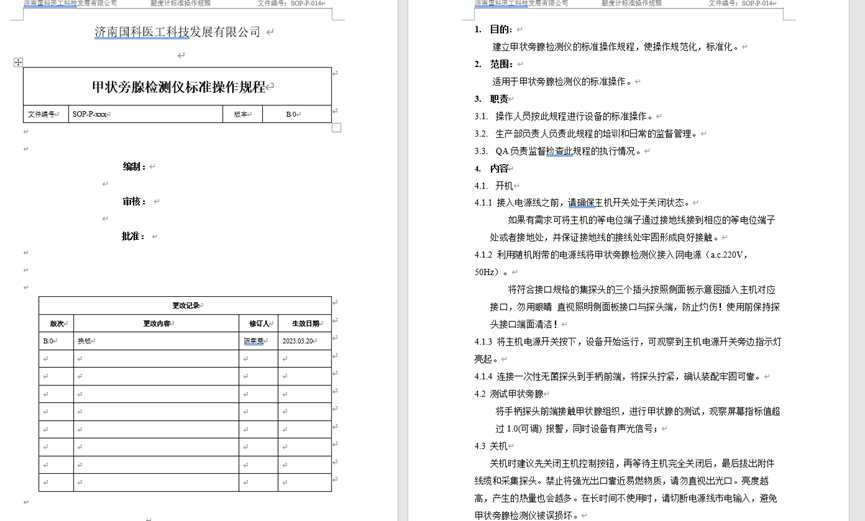 济南国科医工科技发展有限公司 酸度计标准操作规程 文件编号：SOP-P-014
济南国科医工科技发展有限公司
甲状旁腺检测仪标准操作规程
文件编号 SOP-P-xxx 版本 B/0
编制：
审核：
批准：
更改记录
版次 更改内容 修订人 生效日期
B/0 换版 2023.03.20
济南国科医工科技发展有限公司 酸度计标准操作规程 文件编号：SOP-P-014
1. 目的：
建立甲状旁腺检测仪的标准操作规程，使操作规范化，标准化。
2. 范围：
适用于甲状旁腺检测仪的标准操作。
3. 职责
3.1. 操作人员按此规程进行设备的标准操作。
3.2. 生产部负责人负责此规程的培训和日常的监督管理。
3.3. QA 负责监督检查此规程的执行情况。
4. 内容
4.1. 开机
4.1.1 接入电源线之前，请确保主机开关处于关闭状态。
如果有需求可将主机的等电位端子通过接地线接到相应的等电位端子
处或者接地处，并保证接地线的接线处牢固形成良好接触。
4.1.2 利用随机附带的电源线将甲状旁腺检测仪接入网电源（a.c.220V，
50Hz）。
将符合接口规格的集探头的三个插头按照侧面板示意图插入主机对应
接口，勿用眼睛 直视照明侧面板接口与探头端，防止灼伤！使用前保持探
头接口端面清洁！
4.1.3 将主机电源开关按下，设备开始运行，可观察到主机电源开关旁边指示灯
亮起。
4.1.4 连接一次性无菌探头到手柄前端，将探头拧紧，确认装配牢固可靠。
4.2 测试甲状旁腺
将手柄探头前端接触甲状腺组织，进行甲状腺的测试，观察屏幕指标值超
过 1.0(可调) 报警，同时设备有声光信号；
4.3 关机
关机时建议先关闭主机控制按钮，再等待主机完全关闭后，最后拔出附件
线缆和采集探头。禁止将强光出口靠近易燃物质，请勿直视出光口。亮度越
高，产生的热量也会越多。在长时间不使用时，请切断电源线市电输入，避免
甲状旁腺检测仪被误损坏。